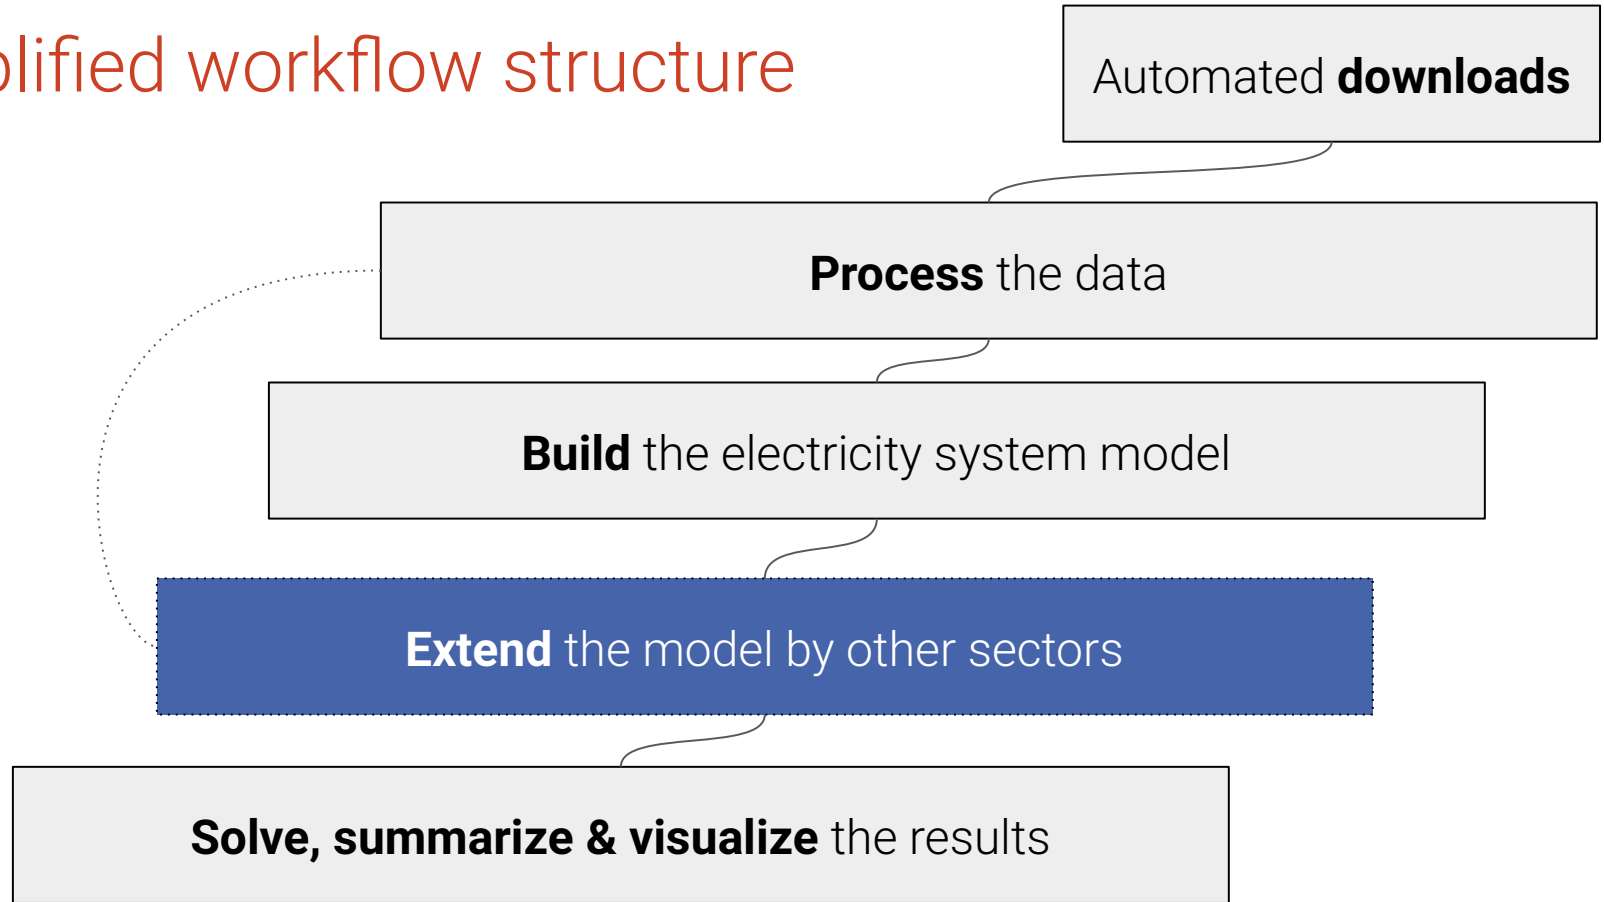 plified workflow structure
Automated downloads
Process the data
Build the electricity system model
Extend the model by other sectors
Solve, summarize & visualize the results